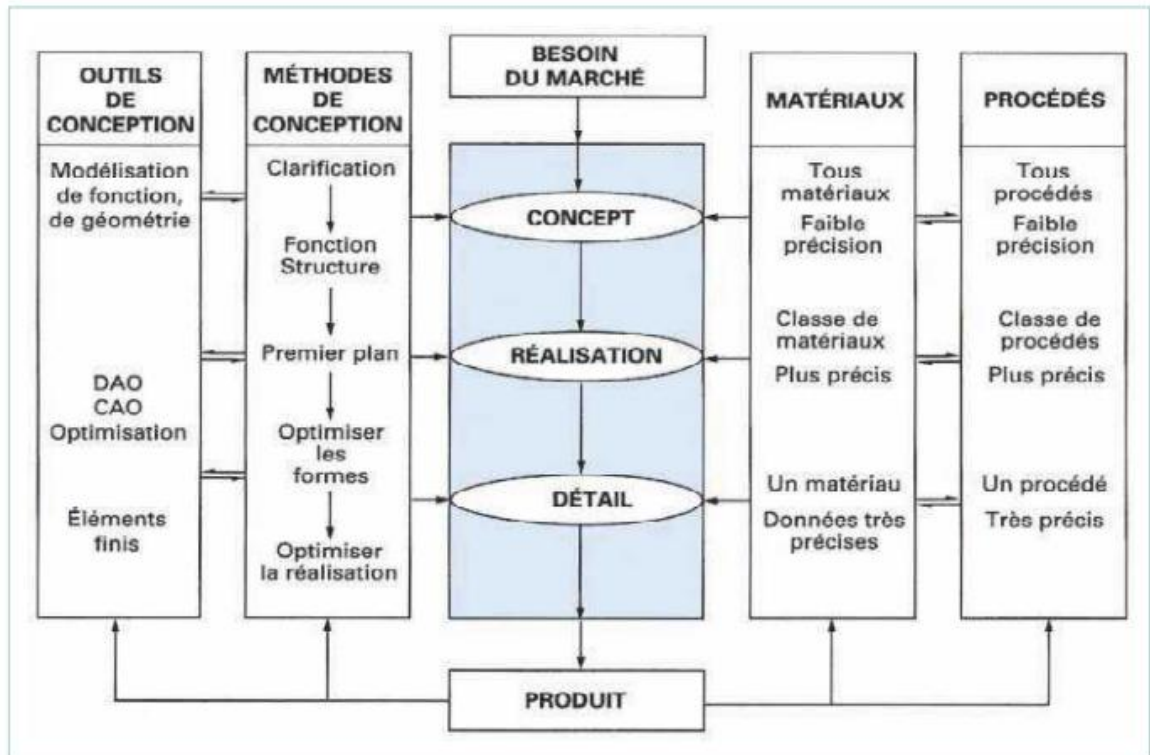 OUTILS
DE
CONCEPTION
Modélisation
de fonction,
de géométrie
DAO
CAO
Optimisation
Éléments
finis
MÉTHODES
DE
CONCEPTION
Clarification
Fonction
Structure
Premier plan
Optimiser
les
formes
Optimiser
la réalisation
BESOIN
DU MARCHÉ
CONCEPT
RÉALISATION
DÉTAIL
PRODUIT
MATÉRIAUX
Tous
matériaux
Faible
précision
Classe de
matériaux
Plus précis
Un matériau
Données très
précises
PROCÉDÉS
Tous
procédés
Faible
précision
Classe de
procédés
Plus précis
Un procédé
Très précis